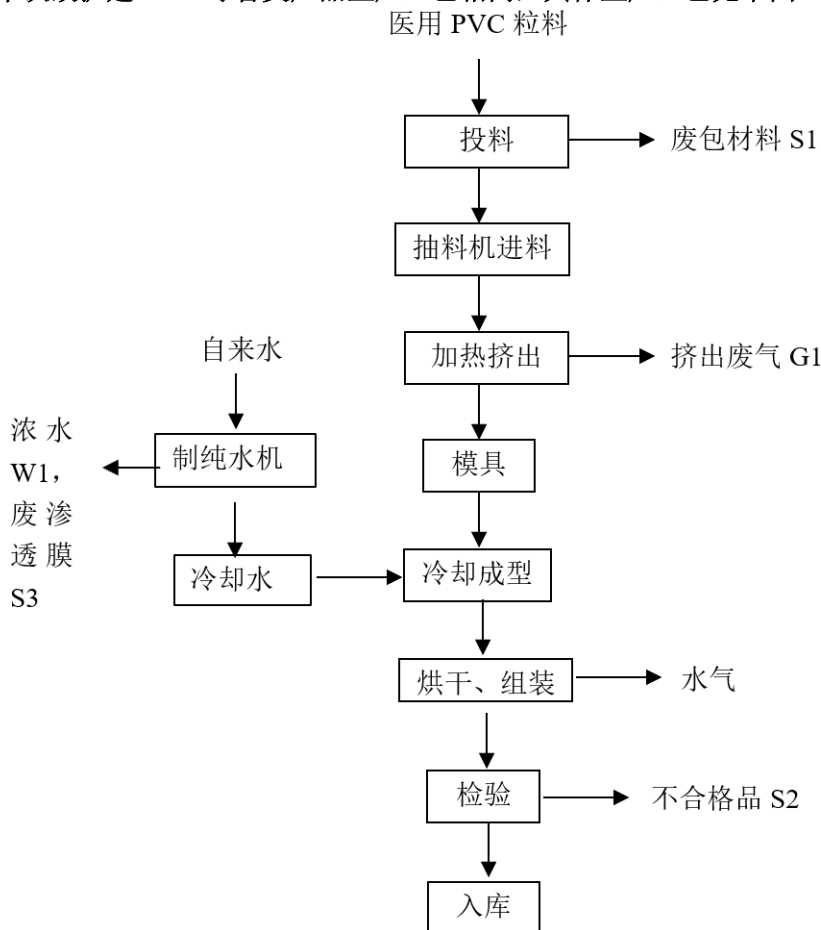 医用 PVC 粒料
投料
废包材料 S1
抽料机进料
自来水
加热挤出
挤出废气 G1
浓 水
W1，
废 渗
透 膜
S3
制纯水机
模具
冷却水
冷却成型
烘干、组装
水气
检验
不合格品 S2
入库